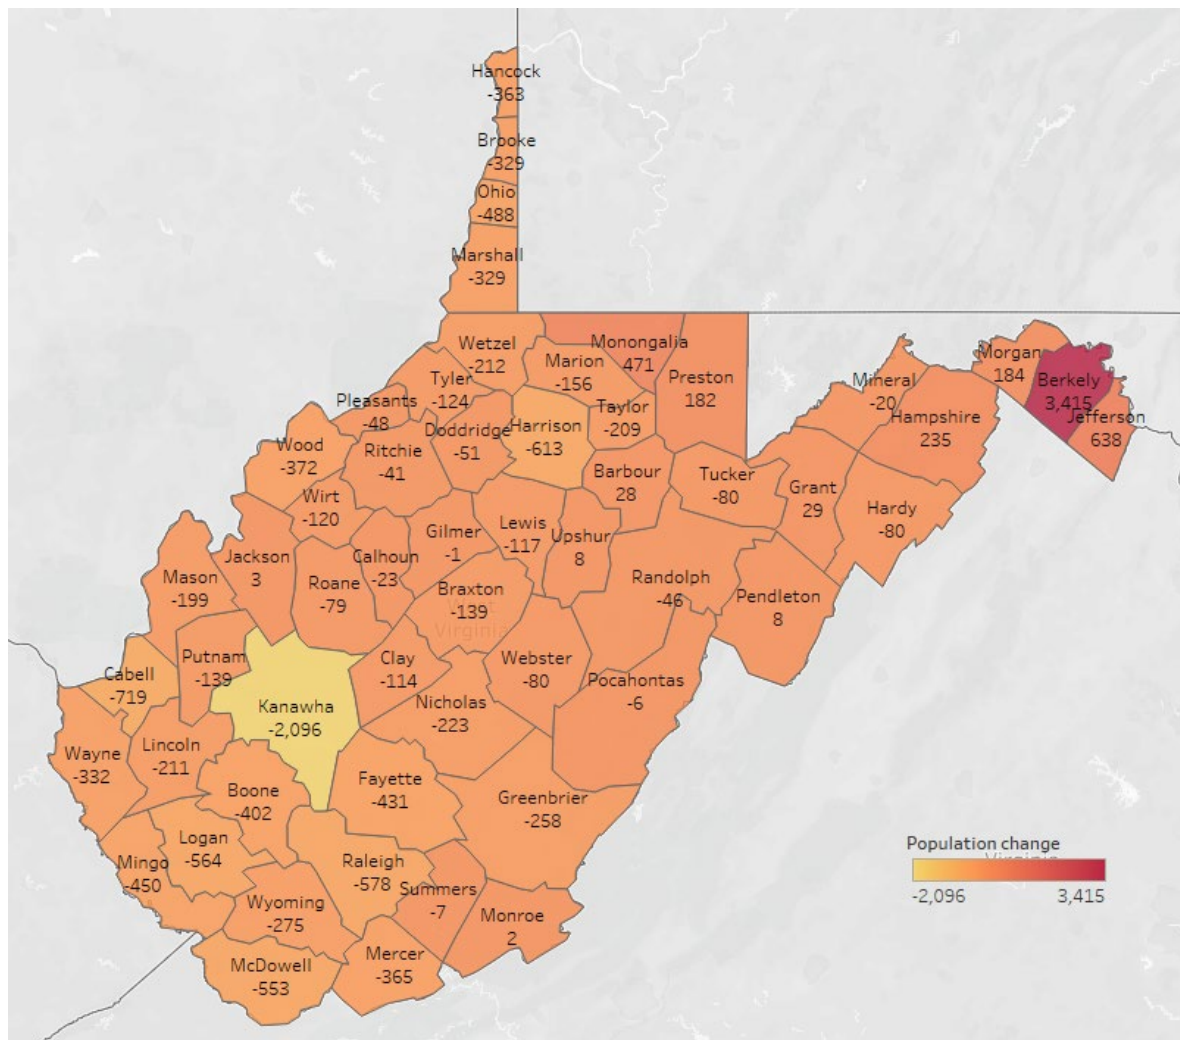 Hancock
-363
Brooke
-329
Ohio
-488
Marshall
-329
Wetzel
-212
Monongalia
471
Marion
-156
Preston
182
Morgan
184
Berkely
3,415
Jefferson
638
Mineral
-20
Hampshire
235
Tyler
-124
Pleasants
-48
Doddridge
-51
Harrison
-613
Taylor
-209
Wood
-372
Ritchie
-41
Barbour
28
Tucker
-80
Grant
29
Hardy
-80
Wirt
-120
Gilmer
-1
Lewis
-117
Upshur
8
Jackson
3
Calhoun
-23
Mason
-199
Roane
-79
Braxton
-139
West
Virginia
Randolph
-46
Pendleton
8
Cabell
-719
Putnam
-139
Clay
-114
Webster
-80
Pocahontas
-6
Kanawha
-2,096
Nicholas
-223
Wayne
-332
Lincoln
-211
Boone
-402
Fayette
-431
Greenbrier
-258
Mingo
-450
Logan
-564
Raleigh
-578
Summers
-7
Wyoming
-275
Monroe
2
McDowell
-553
Mercer
-365
Population change
Virginia
-2,096 3,415